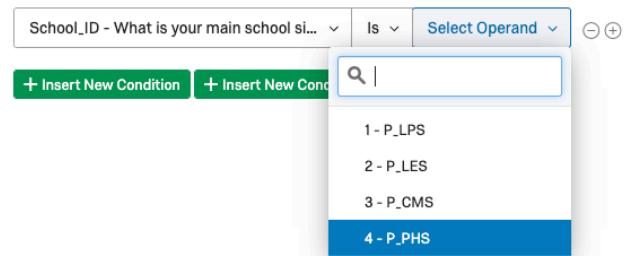 School_ID - What is your main school si... Is Select Operand
+ Insert New Condition + Insert New Cond
1 - P_LPS
2 - P_LES
3 - P_CMS
4 - P_PHS